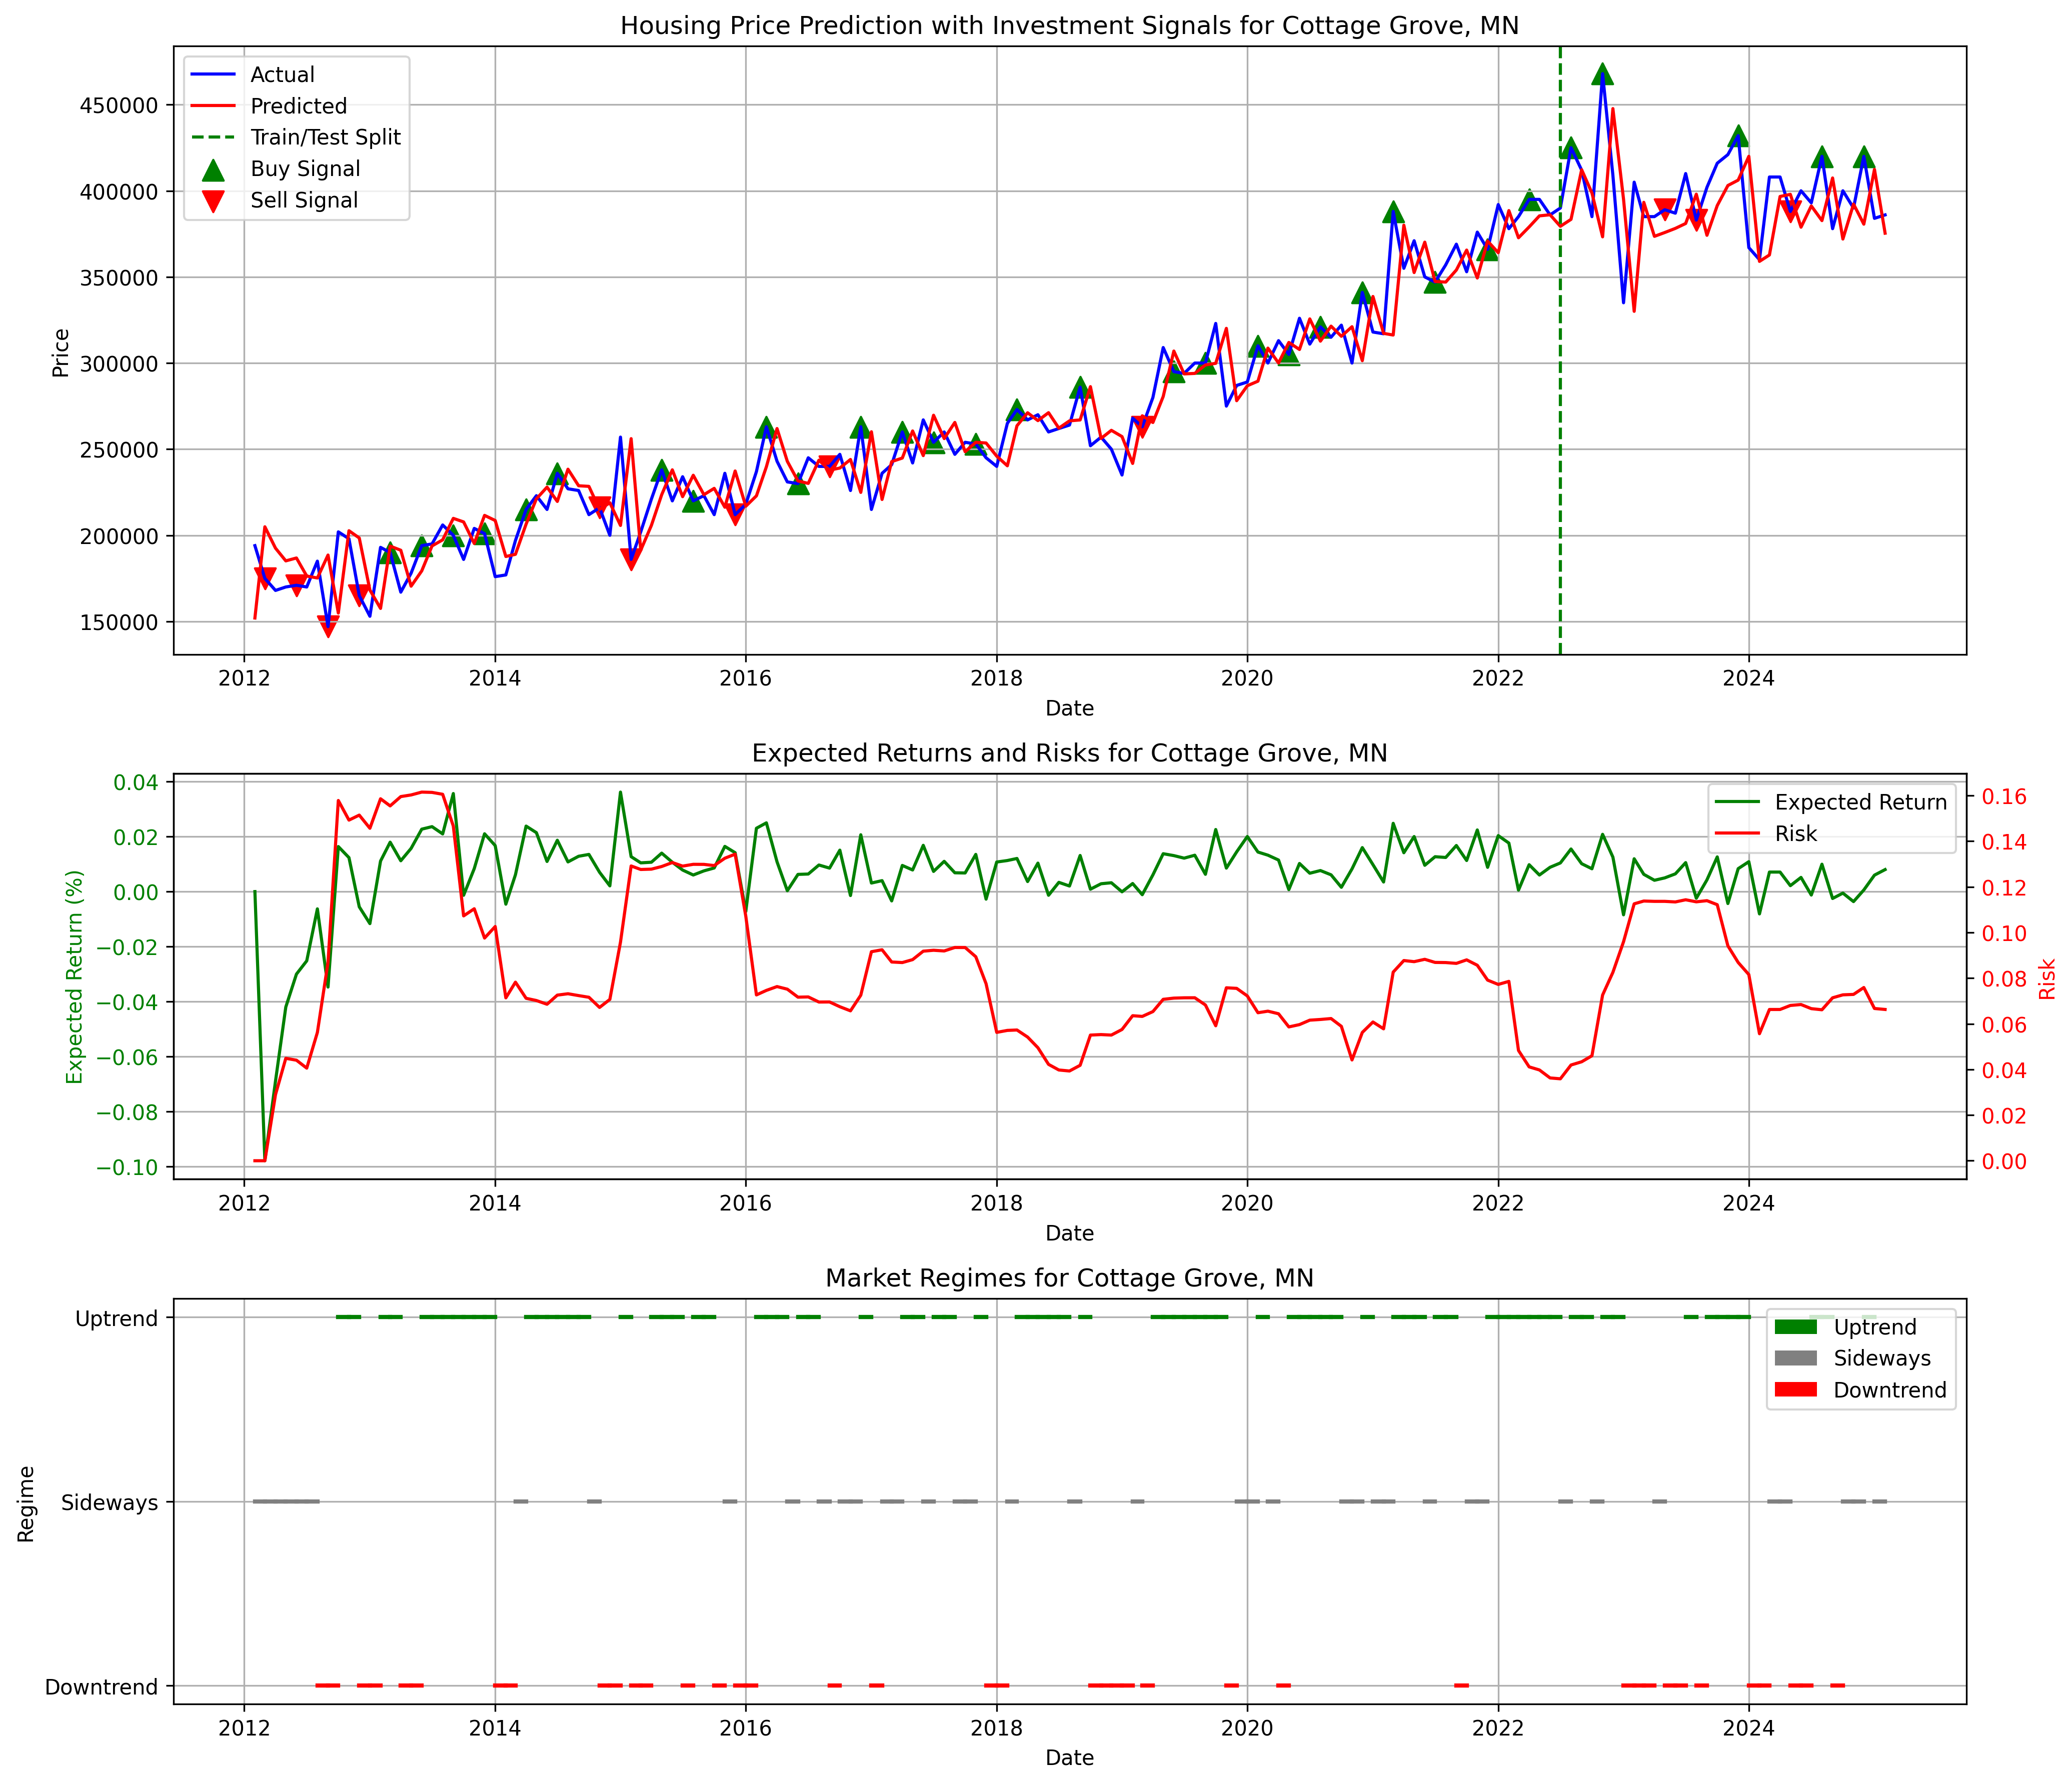 Housing Price Prediction with Investment Signals for Cottage Grove, MN
Actual
Predicted
Train/Test Split
Buy Signal
Sell Signal
Price
450000
400000
350000
300000
250000
200000
150000
2012 2014 2016 2018 2020 2022 2024
Date
Expected Returns and Risks for Cottage Grove, MN
Expected Return
Risk
Expected Return (%)
0.04
0.02
0.00
−0.02
−0.04
−0.06
−0.08
−0.10
0.16
0.14
0.12
0.10
0.08
0.06
0.04
0.02
0.00
Risk
2012 2014 2016 2018 2020 2022 2024
Date
Market Regimes for Cottage Grove, MN
Uptrend
Sideways
Downtrend
Regime
Uptrend
Sideways
Downtrend
2012 2014 2016 2018 2020 2022 2024
Date